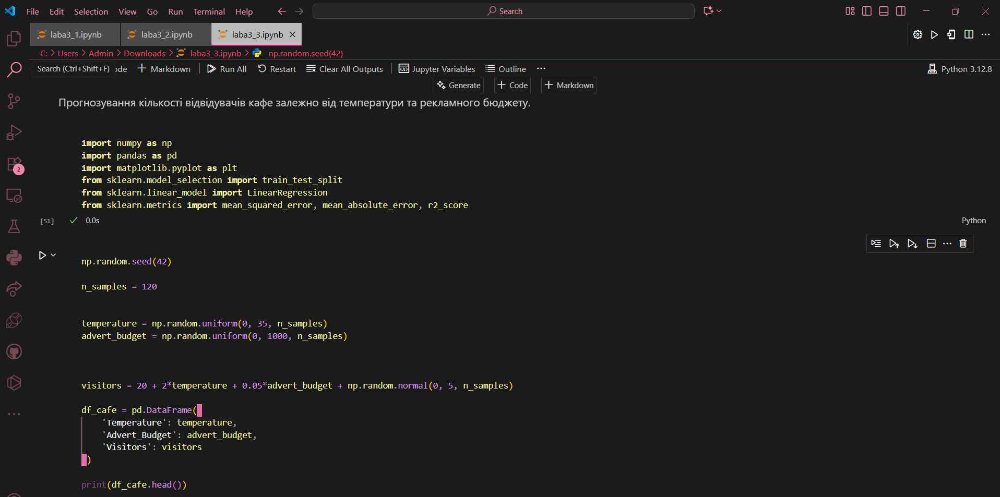 File Edit Selection View Go Run Terminal Help Search
laba3_1.ipynb laba3_2.ipynb laba3_3.ipynb
C: > Users > Admin > Downloads > laba3_3.ipynb > np.random.seed(42)
Search (Ctrl+Shift+F) ode + Markdown Run All Restart Clear All Outputs Jupyter Variables Outline ... Python 3.12.8
Generate + Code + Markdown
Прогнозування кількості відвідувачів кафе залежно від температури та рекламного бюджету.
import numpy as np
import pandas as pd
import matplotlib.pyplot as plt
from sklearn.model_selection import train_test_split
from sklearn.linear_model import LinearRegression
from sklearn.metrics import mean_squared_error, mean_absolute_error, r2_score
[51] 0.0s Python
2
np.random.seed(42)
n_samples = 120
temperature = np.random.uniform(0, 35, n_samples)
advert_budget = np.random.uniform(0, 1000, n_samples)
visitors = 20 + 2*temperature + 0.05*advert_budget + np.random.normal(0, 5, n_samples)
df_cafe = pd.DataFrame({
'Temperature': temperature,
'Advert_Budget': advert_budget,
'Visitors': visitors
})
print(df_cafe.head())